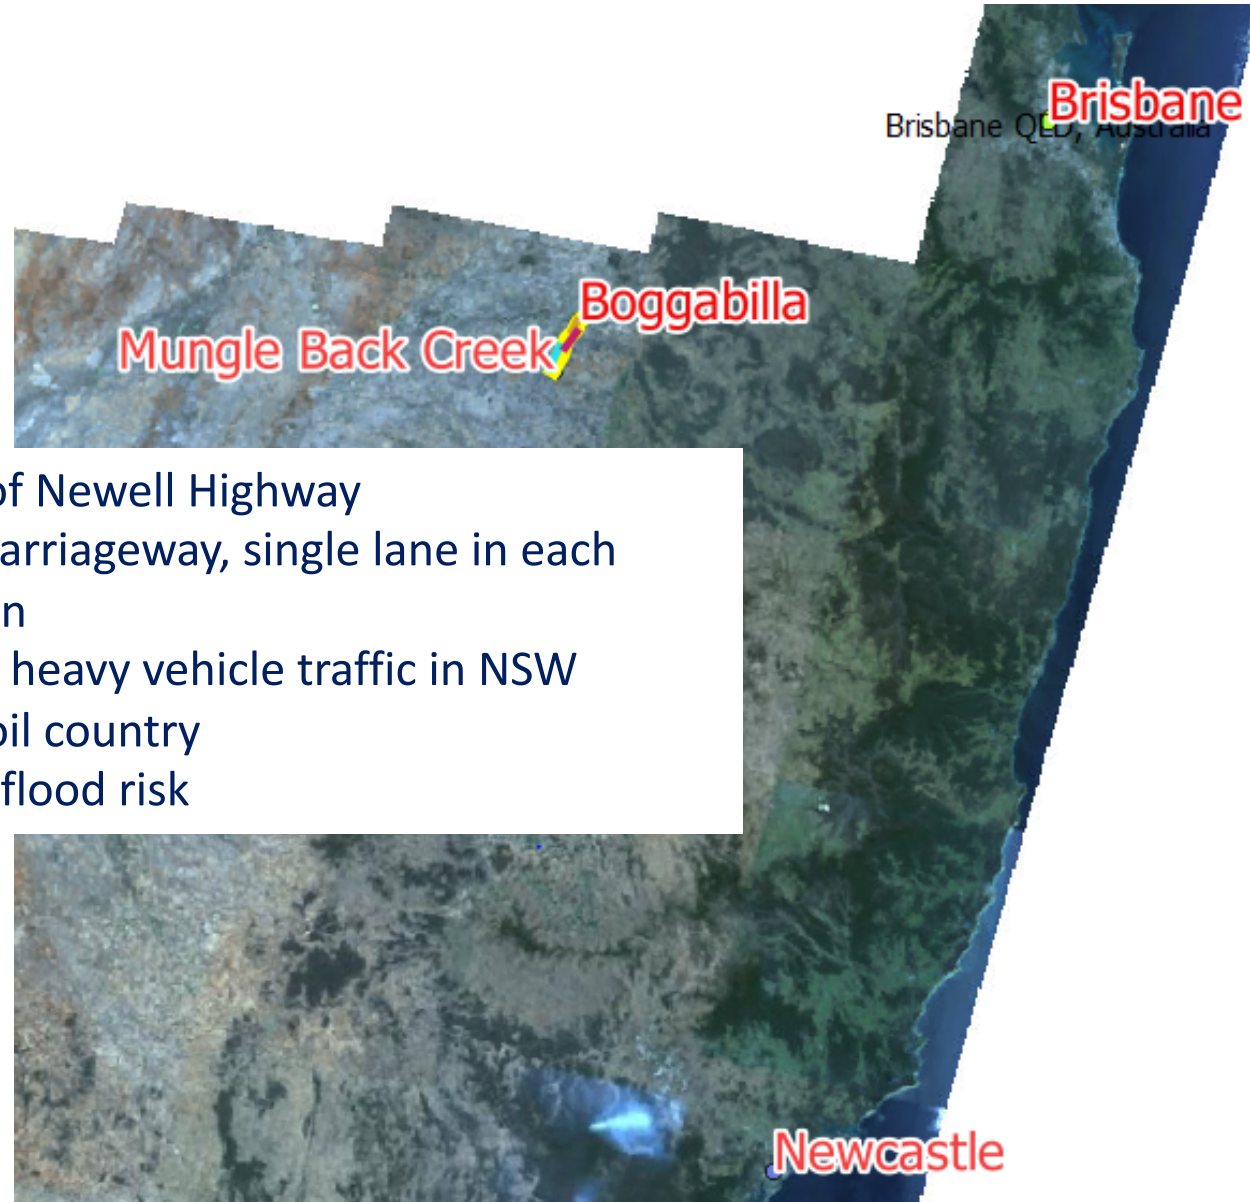 Brisbane
Brisbane QLD, Australia
Boggabilla
Mungle Back Creek
of Newell Highway
arriageway, single lane in each
n
heavy vehicle traffic in NSW
oil country
flood risk
Newcastle